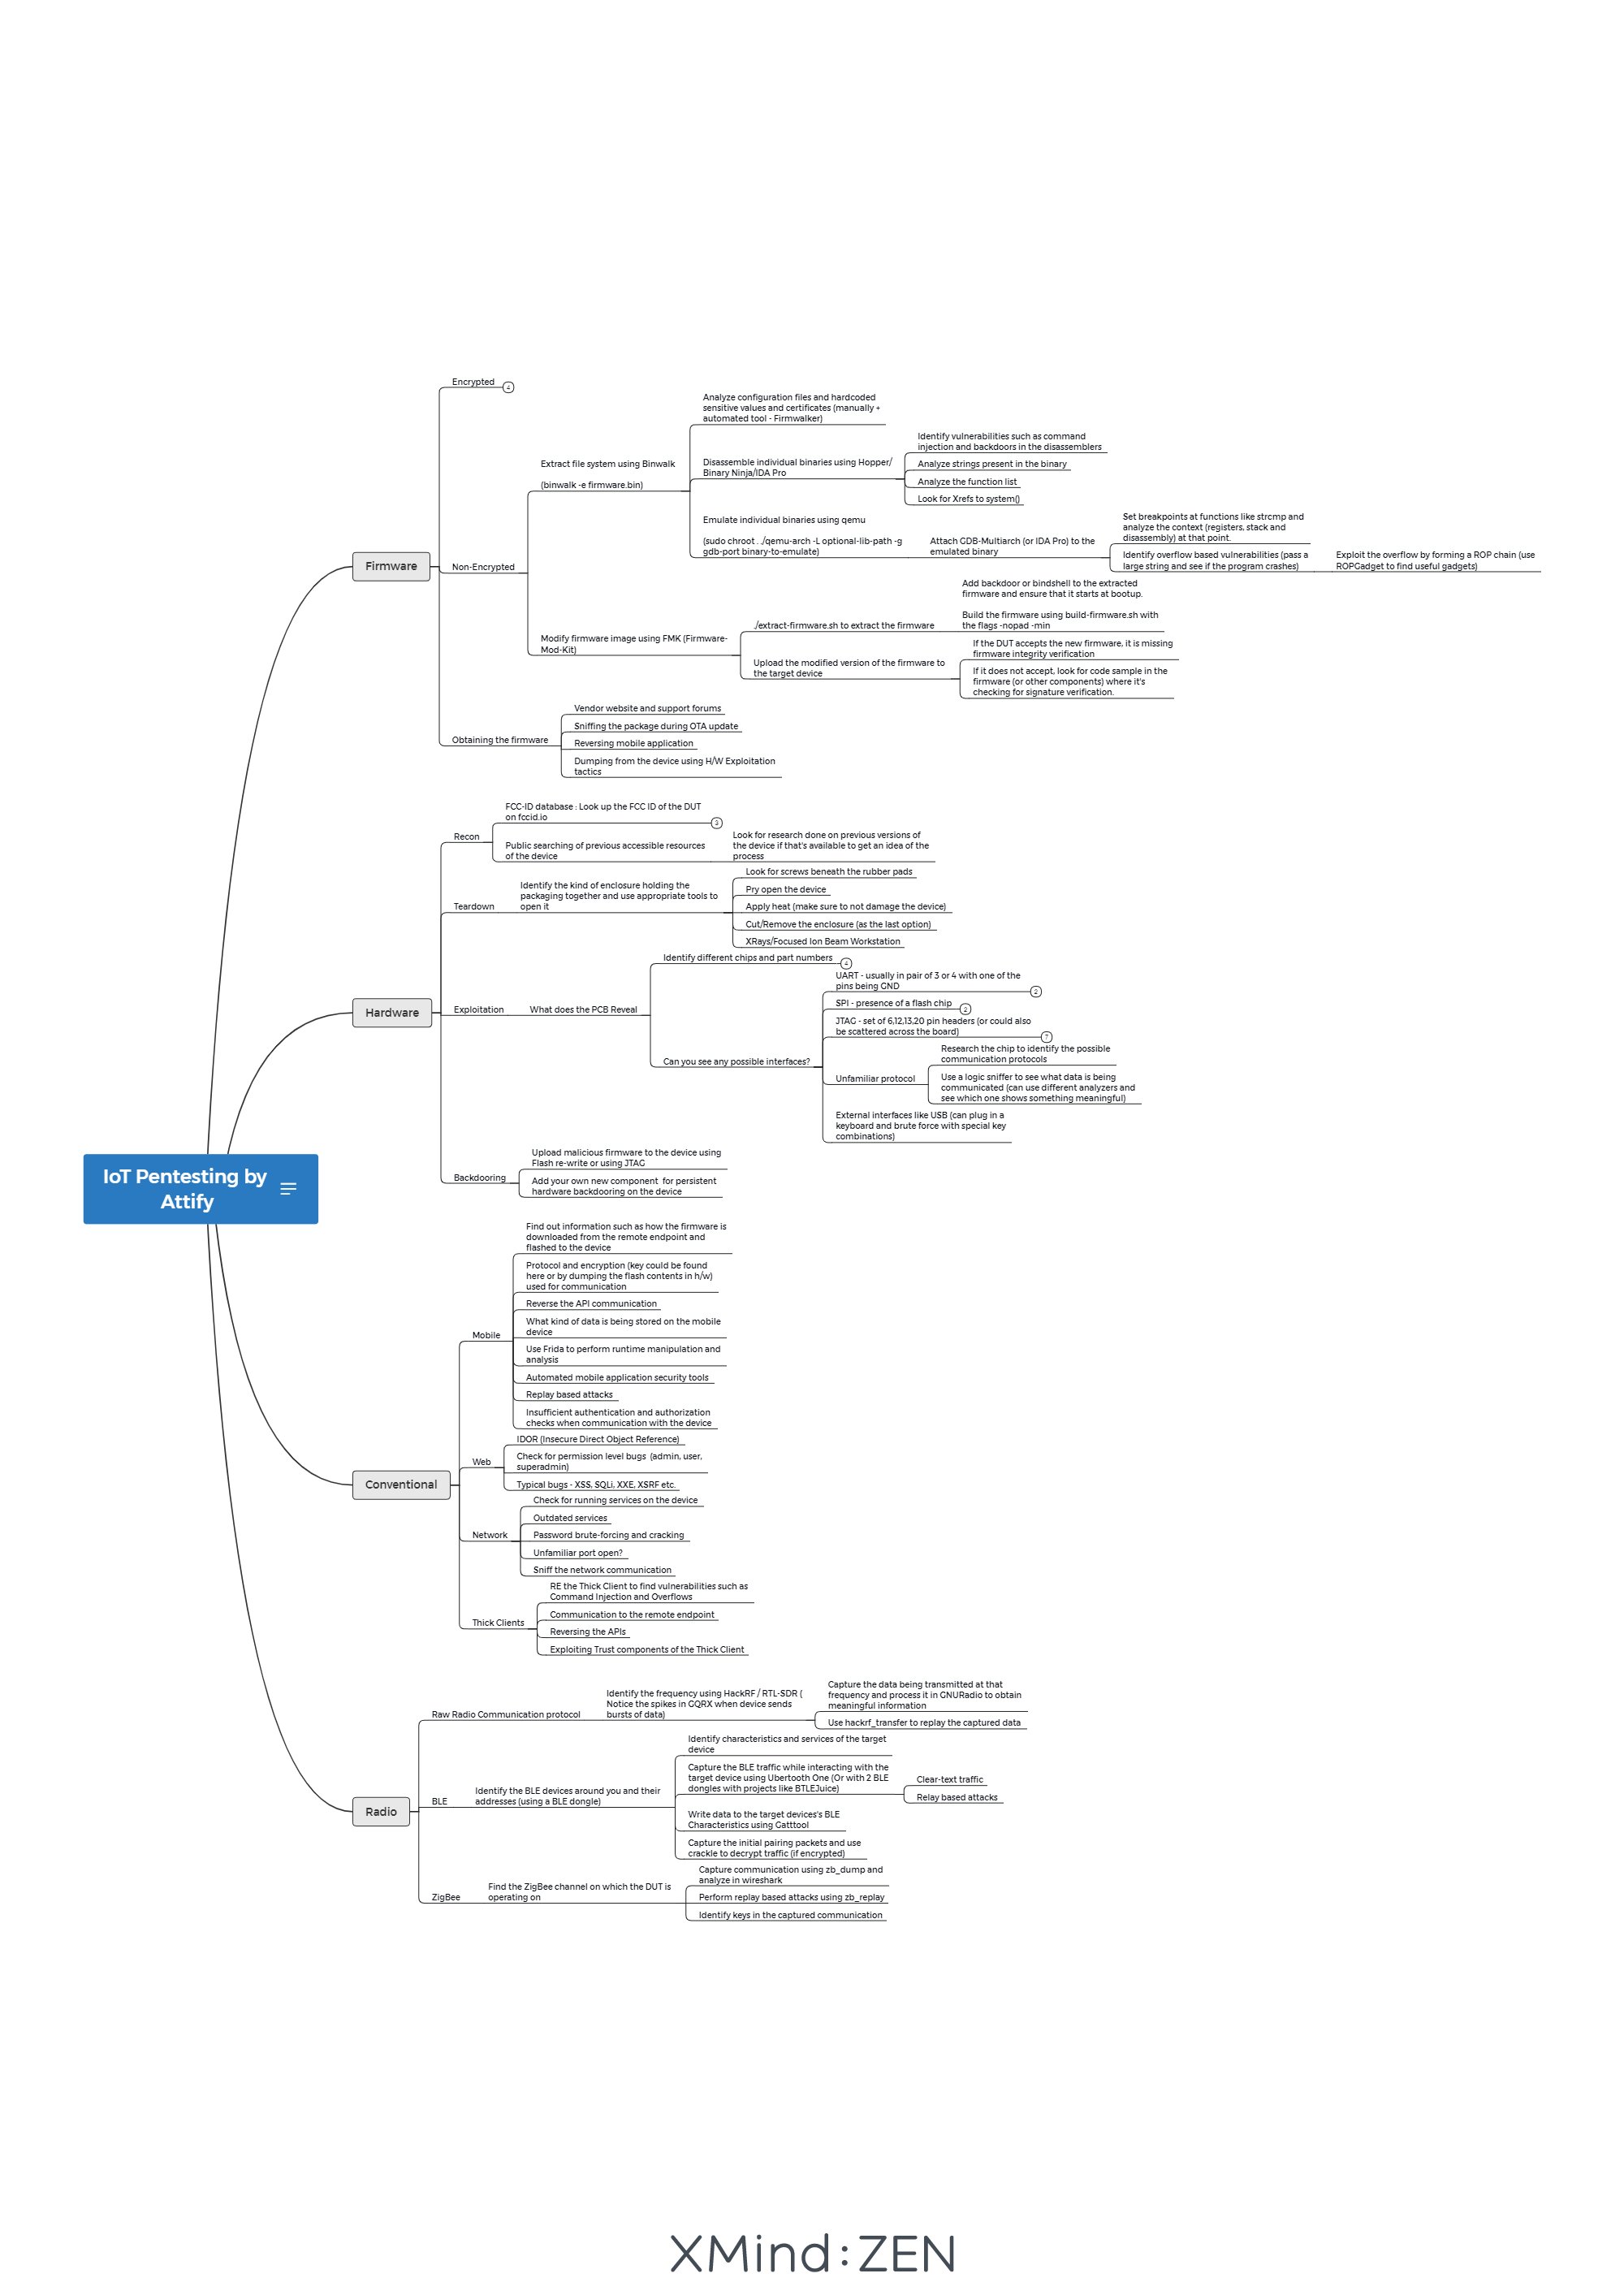 Encrypted
4
Analyze configuration files and hardcoded
sensitive values and certificates (manually +
automated tool - Firmwalker)
Identify vulnerabilities such as command
injection and backdoors in the disassemblers
Extract file system using Binwalk
(binwalk -e firmware.bin)
Disassemble individual binaries using Hopper/
Binary Ninja/IDA Pro
Analyze strings present in the binary
Analyze the function list
Look for Xrefs to system()
Emulate individual binaries using qemu
(sudo chroot . ./qemu-arch -L optional-lib-path -g
gdb-port binary-to-emulate)
Attach GDB-Multiarch (or IDA Pro) to the
emulated binary
Set breakpoints at functions like strcmp and
analyze the context (registers, stack and
disassembly) at that point.
Identify overflow based vulnerabilities (pass a
large string and see if the program crashes)
Exploit the overflow by forming a ROP chain (use
ROPGadget to find useful gadgets)
Firmware
Non-Encrypted
Add backdoor or bindshell to the extracted
firmware and ensure that it starts at bootup.
Build the firmware using build-firmware.sh with
the flags -nopad -min
./extract-firmware.sh to extract the firmware
Modify firmware image using FMK (Firmware-
Mod-Kit)
Upload the modified version of the firmware to
the target device
If the DUT accepts the new firmware, it is missing
firmware integrity verification
If it does not accept, look for code sample in the
firmware (or other components) where it's
checking for signature verification.
Obtaining the firmware
Vendor website and support forums
Sniffing the package during OTA update
Reversing mobile application
Dumping from the device using H/W Exploitation
tactics
FCC-ID database : Look up the FCC ID of the DUT
on fccid.io
3
Recon
Public searching of previous accessible resources
of the device
Look for research done on previous versions of
the device if that's available to get an idea of the
process
Teardown
Identify the kind of enclosure holding the
packaging together and use appropriate tools to
open it
Look for screws beneath the rubber pads
Pry open the device
Apply heat (make sure to not damage the device)
Cut/Remove the enclosure (as the last option)
XRays/Focused Ion Beam Workstation
Hardware
Exploitation
What does the PCB Reveal
Identify different chips and part numbers
4
Can you see any possible interfaces?
UART - usually in pair of 3 or 4 with one of the
pins being GND
2
SPI - presence of a flash chip
2
JTAG - set of 6,12,13,20 pin headers (or could also
be scattered across the board)
7
Unfamiliar protocol
Research the chip to identify the possible
communication protocols
Use a logic sniffer to see what data is being
communicated (can use different analyzers and
see which one shows something meaningful)
External interfaces like USB (can plug in a
keyboard and brute force with special key
combinations)
Backdooring
Upload malicious firmware to the device using
Flash re-write or using JTAG
Add your own new component for persistent
hardware backdooring on the device
IoT Pentesting by
Attify
Find out information such as how the firmware is
downloaded from the remote endpoint and
flashed to the device
Protocol and encryption (key could be found
here or by dumping the flash contents in h/w)
used for communication
Reverse the API communication
Mobile
What kind of data is being stored on the mobile
device
Use Frida to perform runtime manipulation and
analysis
Automated mobile application security tools
Replay based attacks
Insufficient authentication and authorization
checks when communication with the device
Conventional
Web
IDOR (Insecure Direct Object Reference)
Check for permission level bugs (admin, user,
superadmin)
Typical bugs - XSS, SQLi, XXE, XSRF etc.
Network
Check for running services on the device
Outdated services
Password brute-forcing and cracking
Unfamiliar port open?
Sniff the network communication
Thick Clients
RE the Thick Client to find vulnerabilities such as
Command Injection and Overflows
Communication to the remote endpoint
Reversing the APIs
Exploiting Trust components of the Thick Client
Raw Radio Communication protocol
Identify the frequency using HackRF / RTL-SDR (
Notice the spikes in GQRX when device sends
bursts of data)
Capture the data being transmitted at that
frequency and process it in GNURadio to obtain
meaningful information
Use hackrf_transfer to replay the captured data
Radio
BLE
Identify the BLE devices around you and their
addresses (using a BLE dongle)
Identify characteristics and services of the target
device
Capture the BLE traffic while interacting with the
target device using Ubertooth One (Or with 2 BLE
dongles with projects like BTLEJuice)
Clear-text traffic
Relay based attacks
Write data to the target devices's BLE
Characteristics using Gatttool
Capture the initial pairing packets and use
crackle to decrypt traffic (if encrypted)
ZigBee
Find the ZigBee channel on which the DUT is
operating on
Capture communication using zb_dump and
analyze in wireshark
Perform replay based attacks using zb_replay
Identify keys in the captured communication
XMind:ZEN